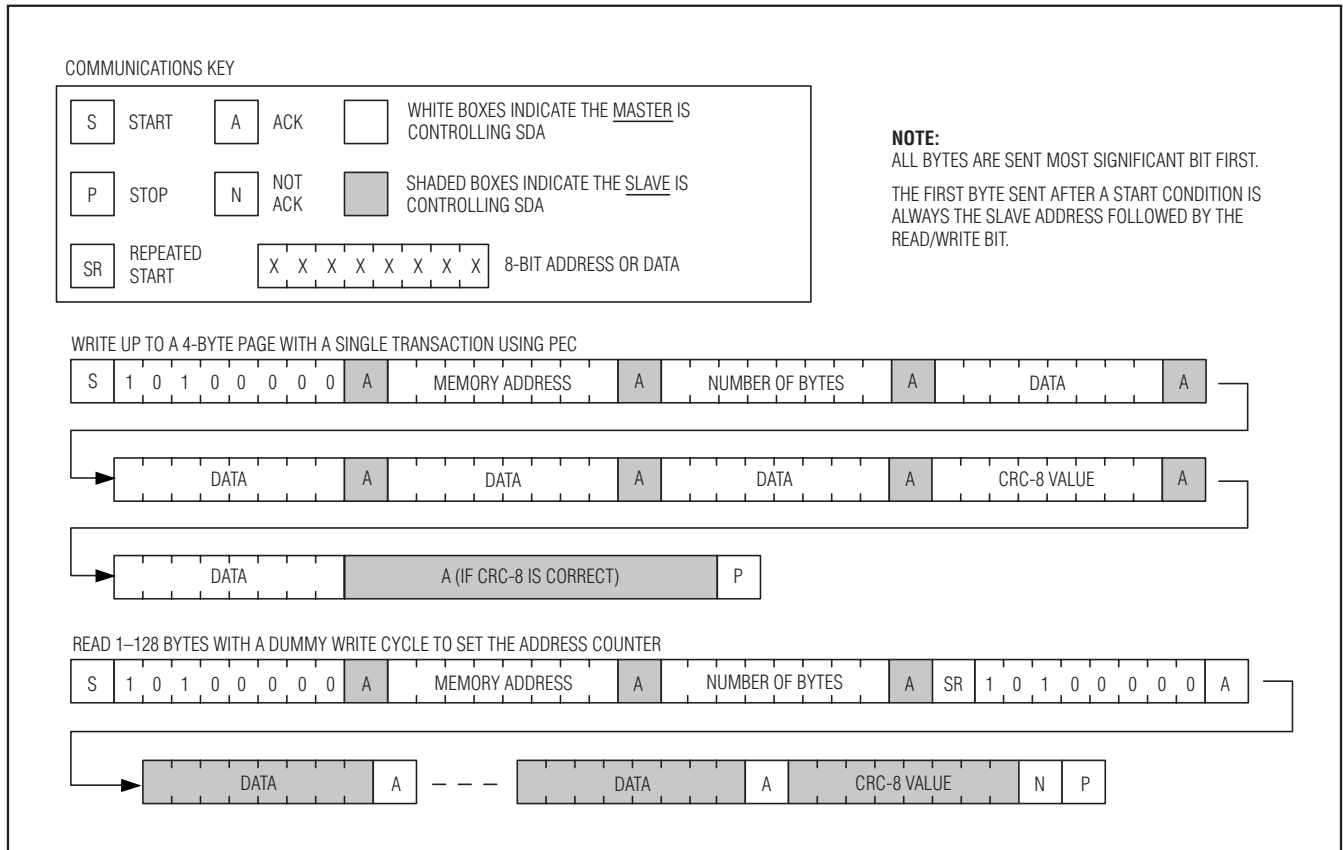 COMMUNICATIONS KEY
S START A ACK WHITE BOXES INDICATE THE MASTER IS
CONTROLLING SDA
P STOP N NOT
ACK SHADED BOXES INDICATE THE SLAVE IS
CONTROLLING SDA
SR REPEATED
START X X X X X X X X 8-BIT ADDRESS OR DATA
NOTE:
ALL BYTES ARE SENT MOST SIGNIFICANT BIT FIRST.
THE FIRST BYTE SENT AFTER A START CONDITION IS
ALWAYS THE SLAVE ADDRESS FOLLOWED BY THE
READ/WRITE BIT.
WRITE UP TO A 4-BYTE PAGE WITH A SINGLE TRANSACTION USING PEC
S 1 0 1 0 0 0 0 0 A MEMORY ADDRESS A NUMBER OF BYTES A DATA A
DATA A DATA A DATA A CRC-8 VALUE A
DATA A (IF CRC-8 IS CORRECT) P
READ 1–128 BYTES WITH A DUMMY WRITE CYCLE TO SET THE ADDRESS COUNTER
S 1 0 1 0 0 0 0 0 A MEMORY ADDRESS A NUMBER OF BYTES A SR 1 0 1 0 0 0 0 0 A
DATA A – – – DATA A CRC-8 VALUE N P